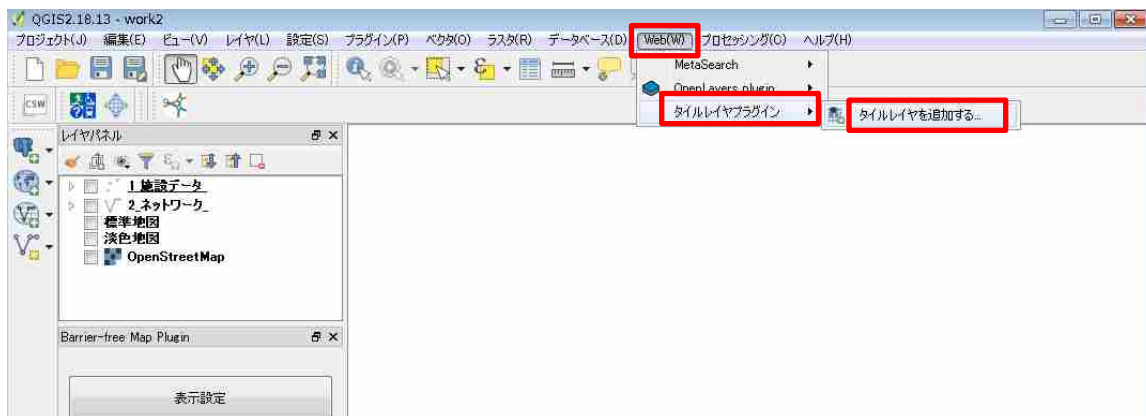 QGIS2.18.13 - work2
プロジェクト(J) 編集(E) ビュー(V) レイヤ(L) 設定(S) プラグイン(P) ベクタ(O) ラスタ(R) データベース(D) Web(W) プロセッシング(C) ヘルプ(H)
MetaSearch
CSW
OpenLayers plugin
タイルレイヤプラグイン
タイルレイヤを追加する...
レイヤパネル
1_施設データ_
2_ネットワーク_
標準地図
淡色地図
OpenStreetMap
Barrier-free Map Plugin
表示設定